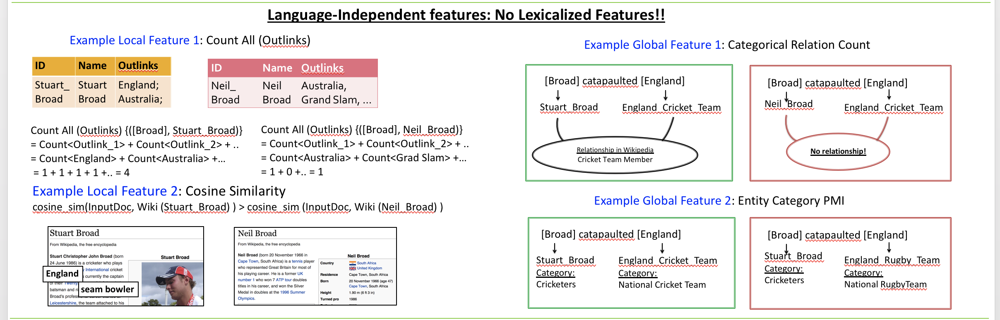 Language-Independent features: No Lexicalized Features!!
Example Local Feature 1: Count All (Outlinks)
ID Name Outlinks
Stuart_ Stuart England;
Broad Broad Australia;
ID Name Outlinks
Neil_ Neil Australia,
Broad Broad Grand Slam, ...
Count All (Outlinks) {([Broad], Stuart_Broad)}
= Count<Outlink_1> + Count<Outlink_2> + ..
= Count<England> + Count<Australia> +...
= 1 + 1 + 1 + 1 +.. = 4
Count All (Outlinks) {([Broad], Neil_Broad)}
= Count<Outlink_1> + Count<Outlink_2> + ..
= Count<Australia> + Count<Grad Slam> +...
= 1 + 0 +.. = 1
Example Local Feature 2: Cosine Similarity
cosine_sim(InputDoc, Wiki (Stuart_Broad) ) > cosine_sim (InputDoc, Wiki (Neil_Broad) )
Stuart Broad
From Wikipedia, the free encyclopedia
Stuart Christopher John Broad (born
24 June 1986) is a cricketer who plays
International cricket
currently the captain
of their
batsman and
Broad's
Leicestershire, the team attached to his
England
seam bowler
Stuart Broad
Neil Broad
From Wikipedia, the free encyclopedia
Neil Broad (born 20 November 1966 in
Cape Town, South Africa) is a tennis player
who represented Great Britain for most of
his playing career. He is a former UK
number 1 who won 7 ATP tour doubles
titles in his career, and won the Silver
Medal in doubles at the 1996 Summer
Olympics.
Neil Broad
Country South Africa
United Kingdom
Residence Cape Town, South Africa
Born 20 November 1966 (age 47)
Cape Town, South Africa
Height 1.90 m (6 ft 3 in)
Turned pro 1986
Example Global Feature 1: Categorical Relation Count
[Broad] catapaulted [England]
Stuart_Broad England_Cricket_Team
Relationship in Wikipedia
Cricket Team Member
[Broad] catapaulted [England]
Neil_Broad England_Cricket_Team
No relationship!
Example Global Feature 2: Entity Category PMI
[Broad] catapaulted [England]
Stuart_Broad England_Cricket_Team
Category: Category:
Cricketers National Cricket Team
[Broad] catapaulted [England]
Stuart_Broad England_Rugby_Team
Category: Category:
Cricketers National RugbyTeam